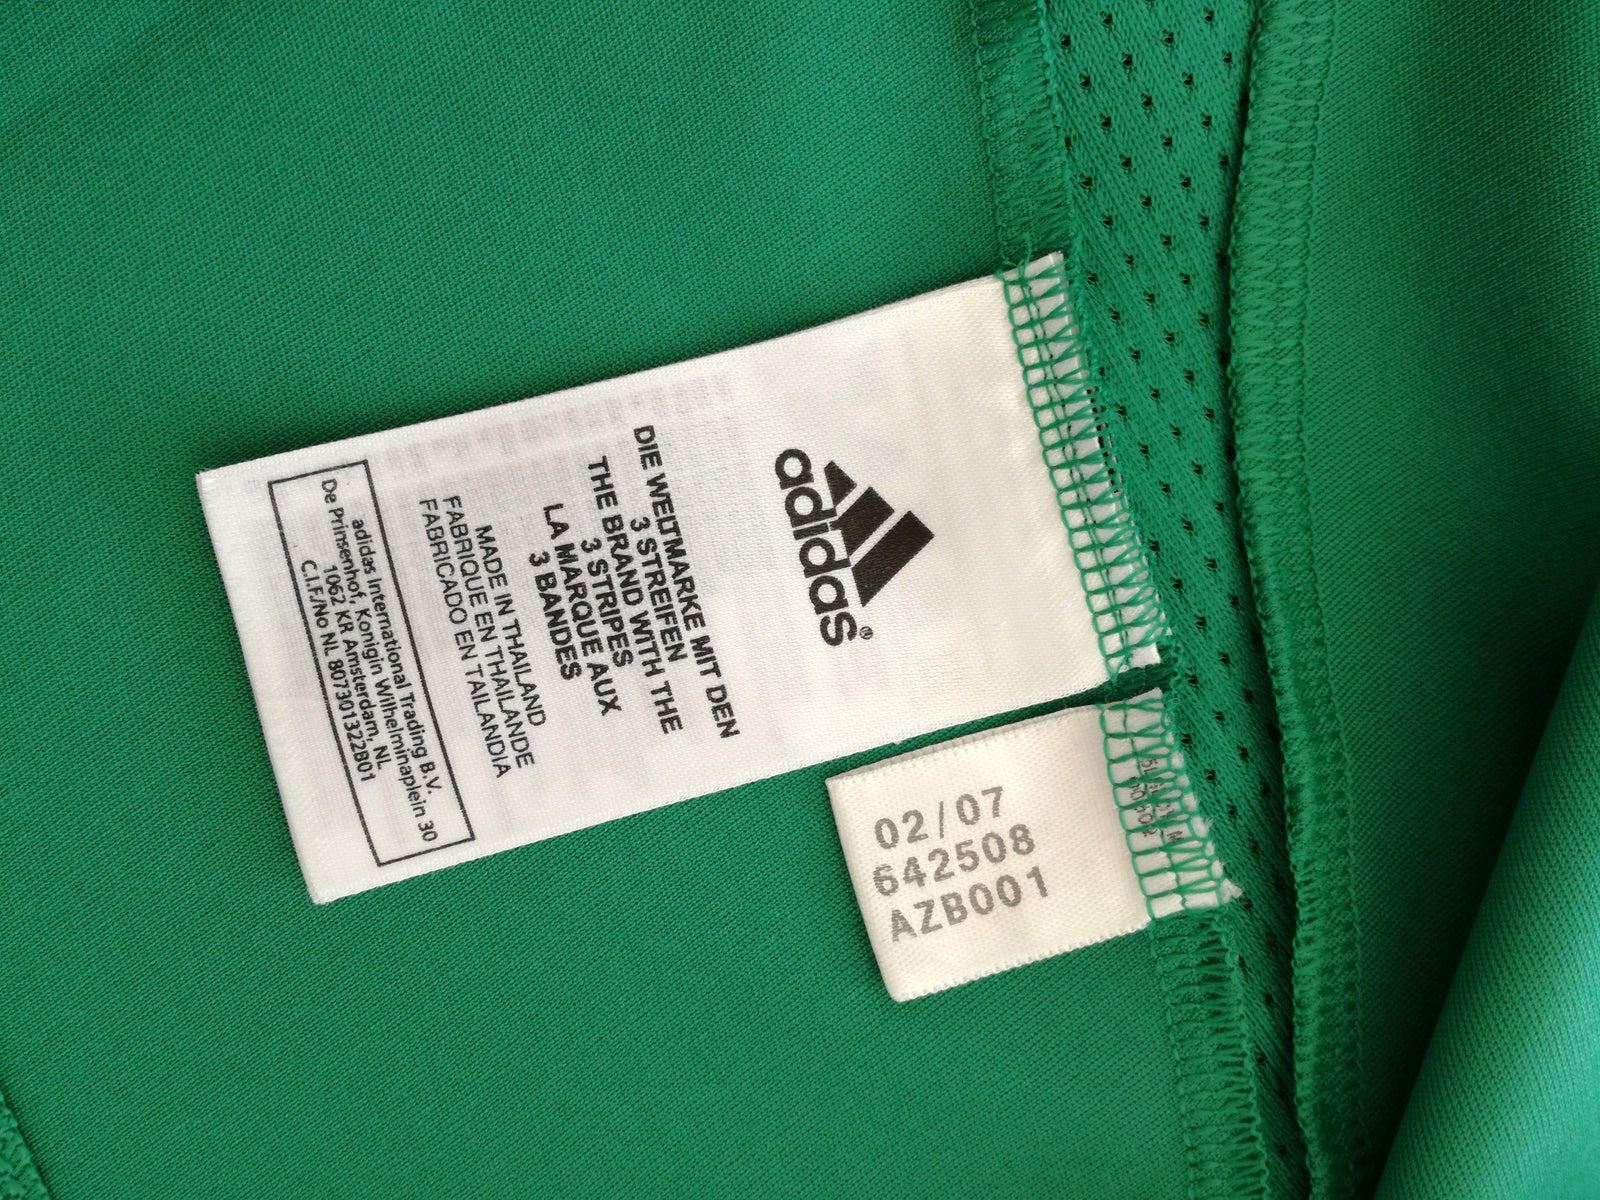 adidas®
DIE WELTMARKE MIT DEN
3 STREIFEN
THE BRAND WITH THE
3 STRIPES
LA MARQUE AUX
3 BANDES
MADE IN THAILAND
FABRIQUE EN THAILANDE
FABRICADO EN TAILANDIA
adidas International Trading B.V.
De Prinsenhof, Konigin Wilhelminaplein 30
1062 KR Amsterdam, NL
C.I.F./No NL 807301322B01
02/07
642508
AZB001